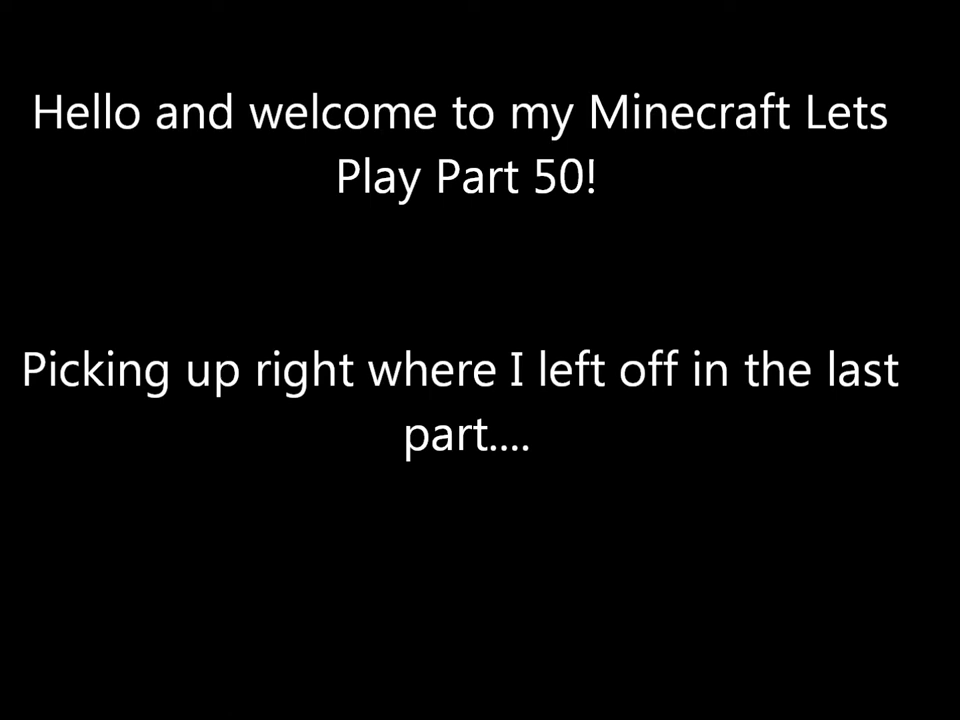 Hello and welcome to my Minecraft Lets
Play Part 50!
Picking up right where I left off in the last
part....